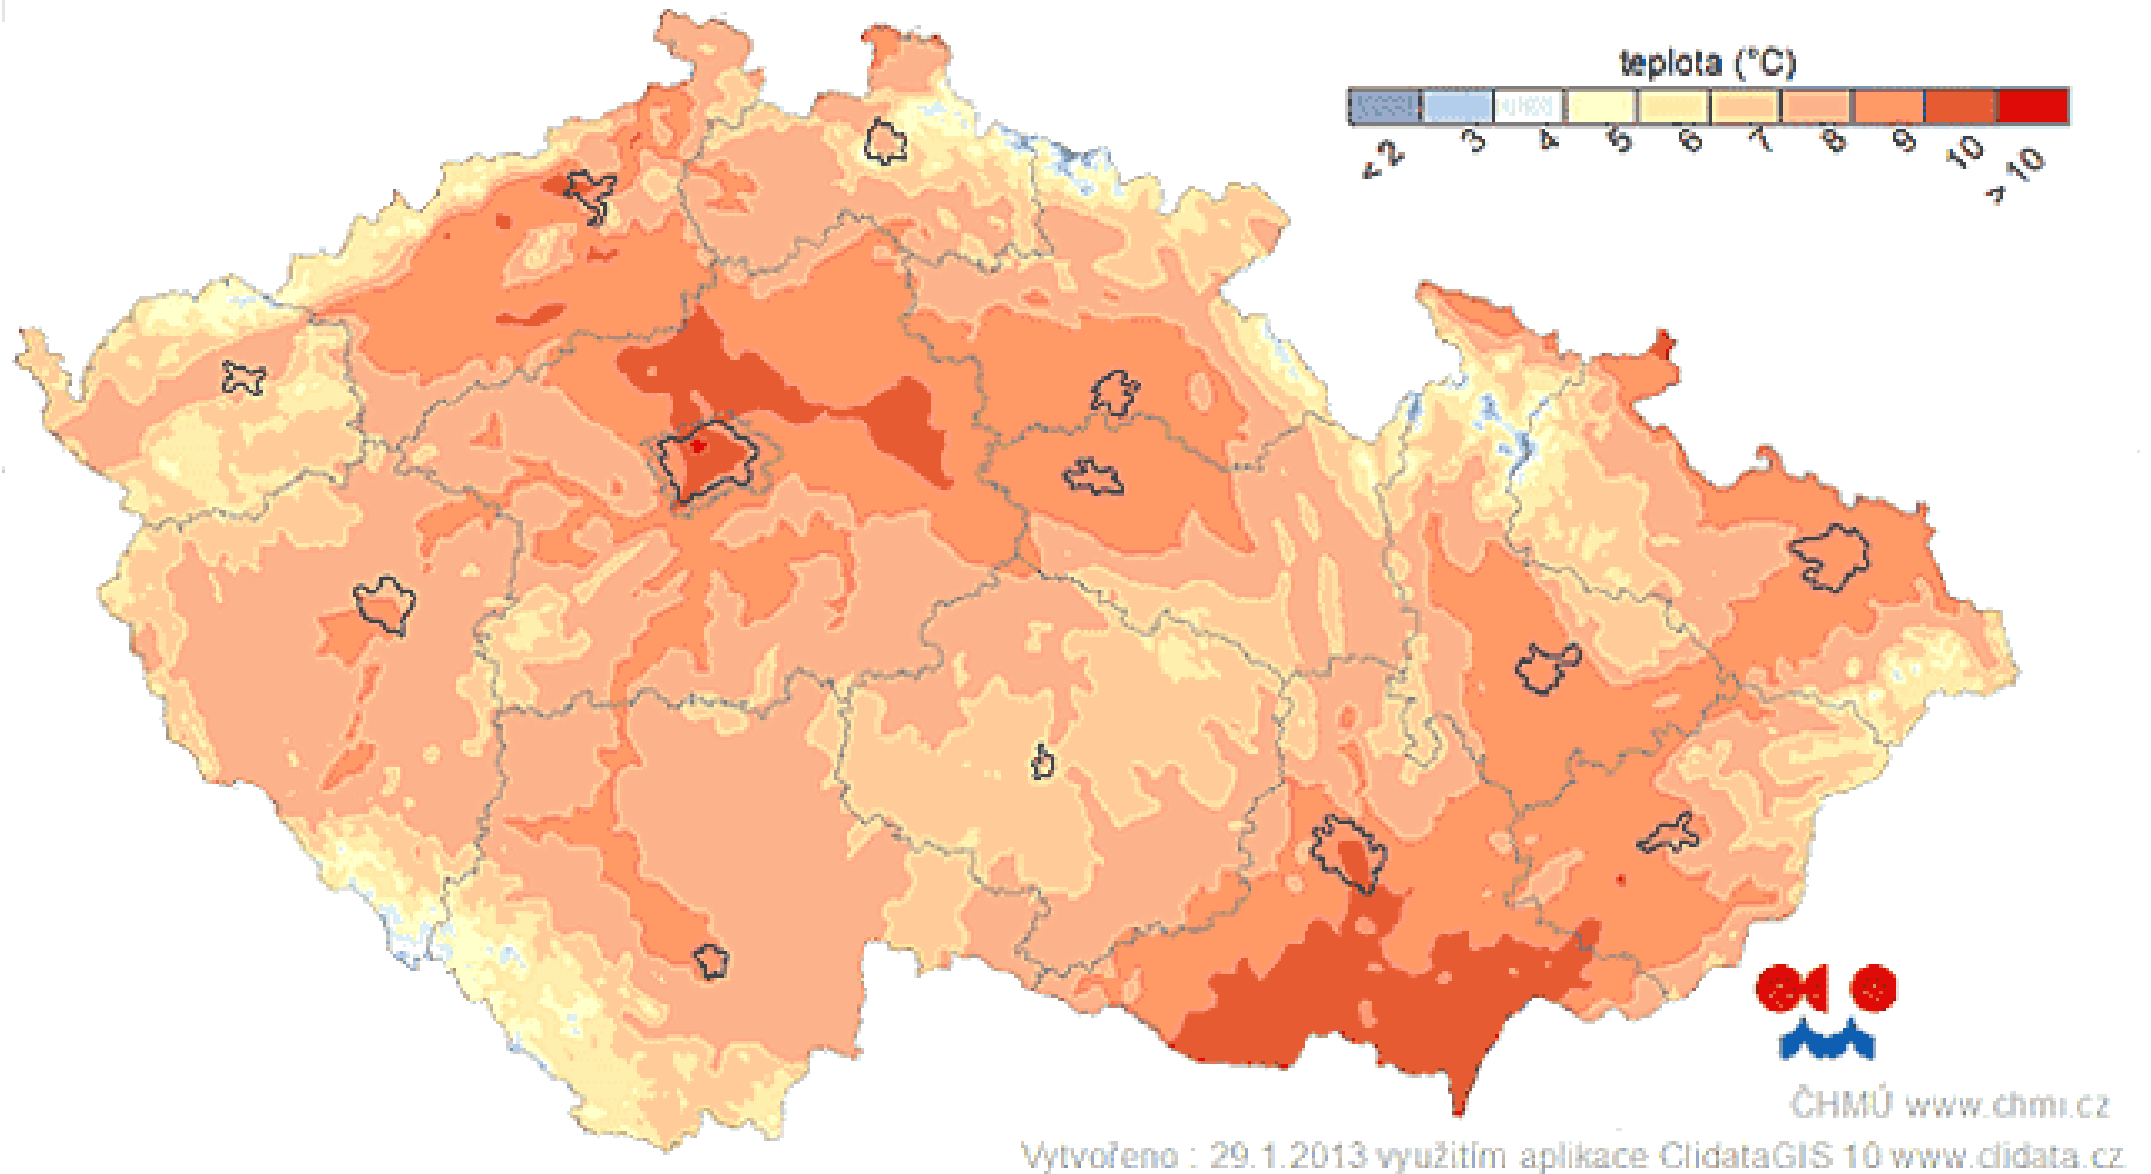 teplota (°C)
< 2 3 4 5 6 7 8 9 10 > 10
ČHMÚ www.chmi.cz
Vytvořeno : 29.1.2013 využitím aplikace ClidataGIS 10 www.clidata.cz